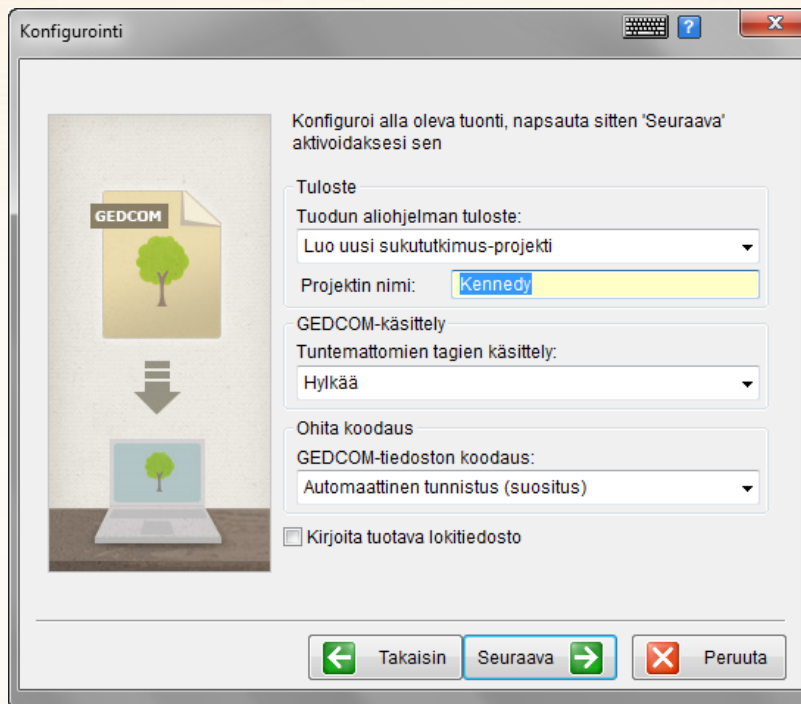 Konfigurointi
?
x
GEDCOM
Konfiguroi alla oleva tuonti, napsauta sitten 'Seuraava'
aktivoidaksesi sen
Tuloste
Tuodun aliohjelman tuloste:
Luo uusi sukututkimus-projekti
Projektin nimi: Kennedy
GEDCOM-käsittely
Tuntemattomien tagien käsittely:
Hylkää
Ohita koodaus
GEDCOM-tiedoston koodaus:
Automaattinen tunnistus (suositus)
Kirjoita tuotava lokitiedosto
Takaisin Seuraava Peruuta